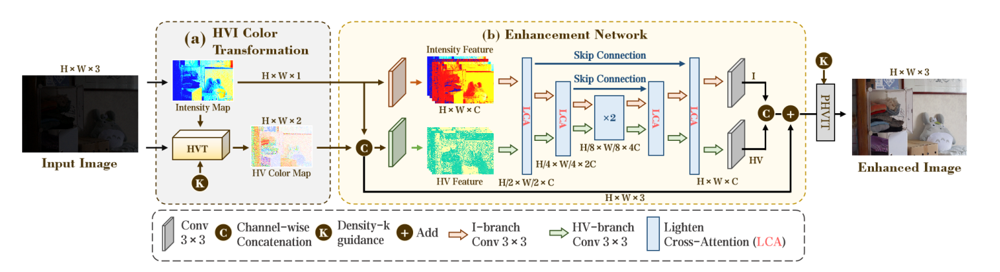 (a) HVI Color
Transformation
(b) Enhancement Network
H×W×3
Input Image
Intensity Map
H×W×1
HVT
K
H×W×2
HV Color Map
Intensity Feature
H×W×C
C
HV Feature
Skip Connection
Skip Connection
LCA
LCA
×2
LCA
LCA
H/2×W/2×C
H/4×W/4×2C
H/8×W/8×4C
H×W×C
H×W×3
I
HV
C
+
K
PHVIT
H×W×3
Enhanced Image
Conv
3×3
C Channel-wise
Concatenation
K Density-k
guidance
+ Add
I-branch
Conv 3×3
HV-branch
Conv 3×3
Lighten
Cross-Attention (LCA)